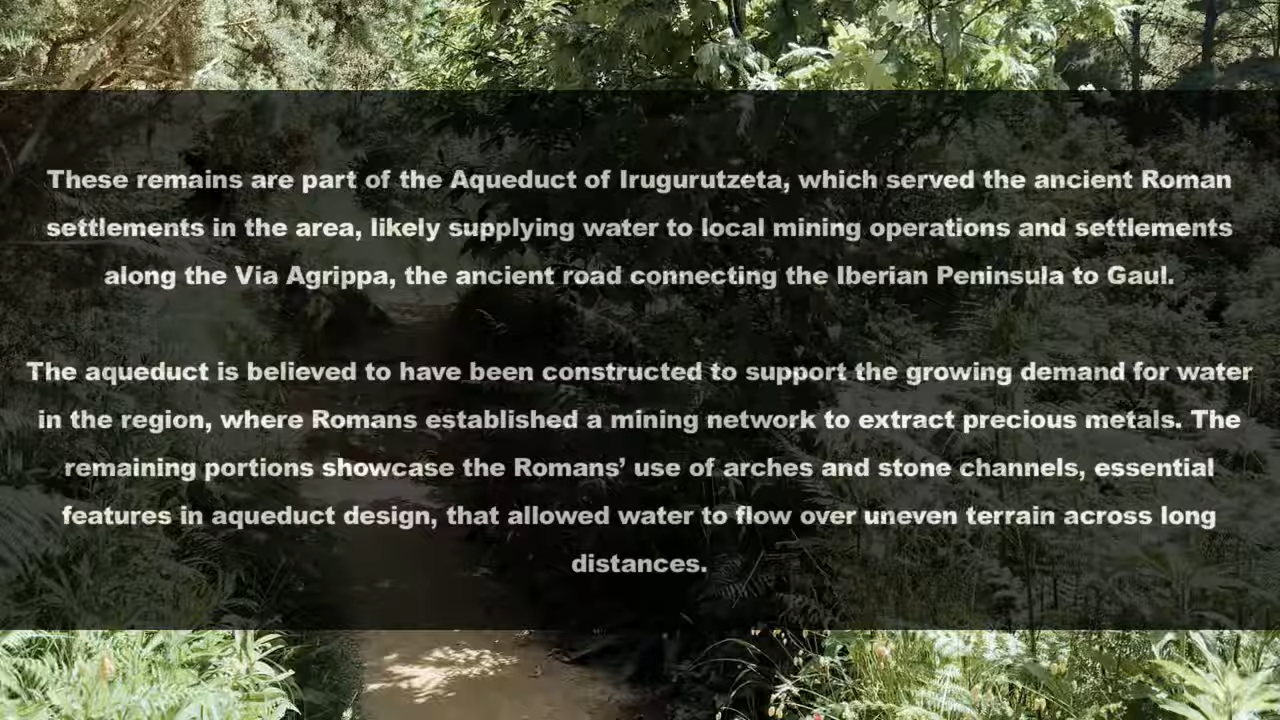 These remains are part of the Aqueduct of Irugurutzeta, which served the ancient Roman
settlements in the area, likely supplying water to local mining operations and settlements
along the Vía Agrippa, the ancient road connecting the Iberian Peninsula to Gaul.
The aqueduct is believed to have been constructed to support the growing demand for water
in the region, where Romans established a mining network to extract precious metals. The
remaining portions showcase the Romans’ use of arches and stone channels, essential
features in aqueduct design, that allowed water to flow over uneven terrain across long
distances.